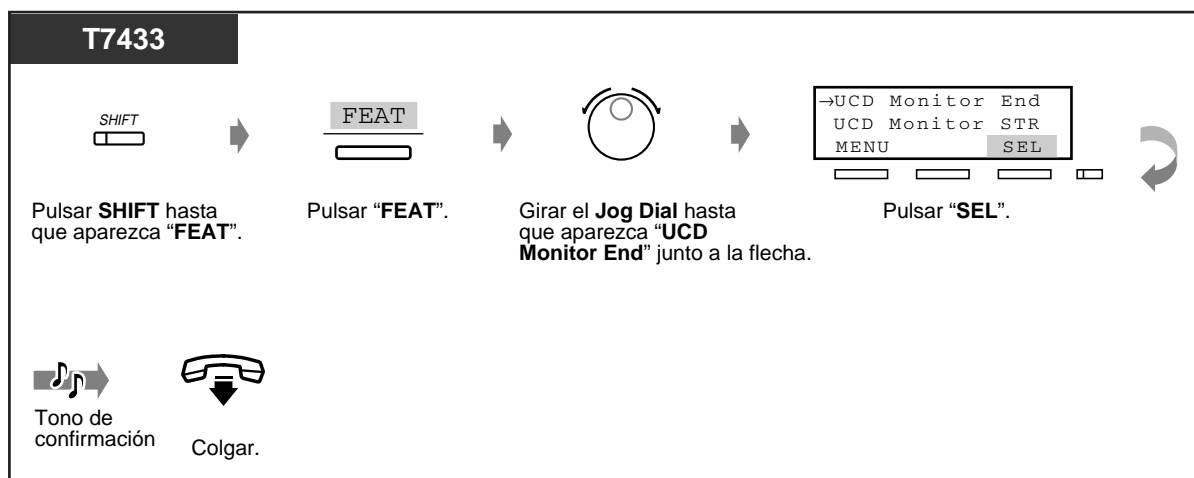 T7433
SHIFT
FEAT
→UCD Monitor End
UCD Monitor STR
MENU SEL
Pulsar SHIFT hasta
que aparezca “FEAT”.
Pulsar “FEAT”.
Girar el Jog Dial hasta
que aparezca “UCD
Monitor End” junto a la flecha.
Pulsar “SEL”.
Tono de
confirmación
Colgar.